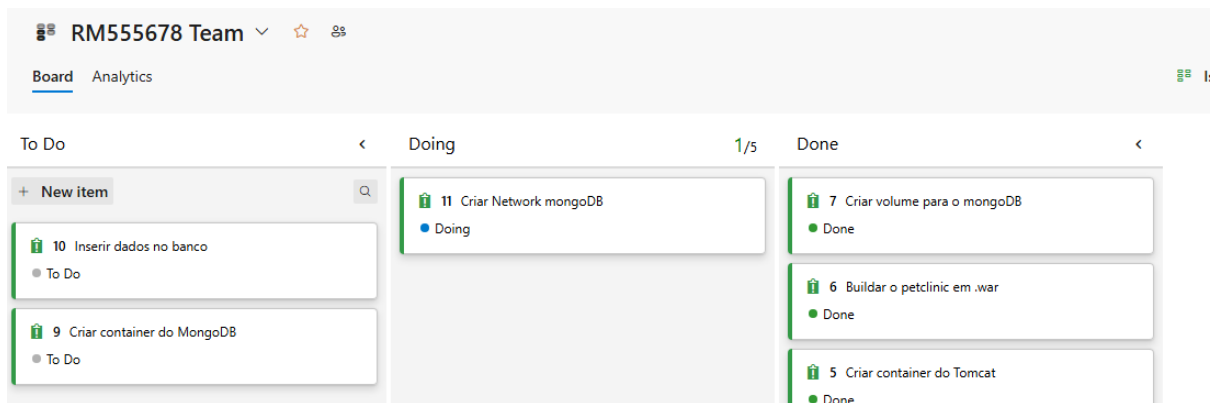 RM555678 Team
Board Analytics
To Do
New item
10 Inserir dados no banco
To Do
9 Criar container do MongoDB
To Do
Doing 1/5
11 Criar Network mongoDB
Doing
Done
7 Criar volume para o mongoDB
Done
6 Buildar o petclinic em .war
Done
5 Criar container do Tomcat
Done